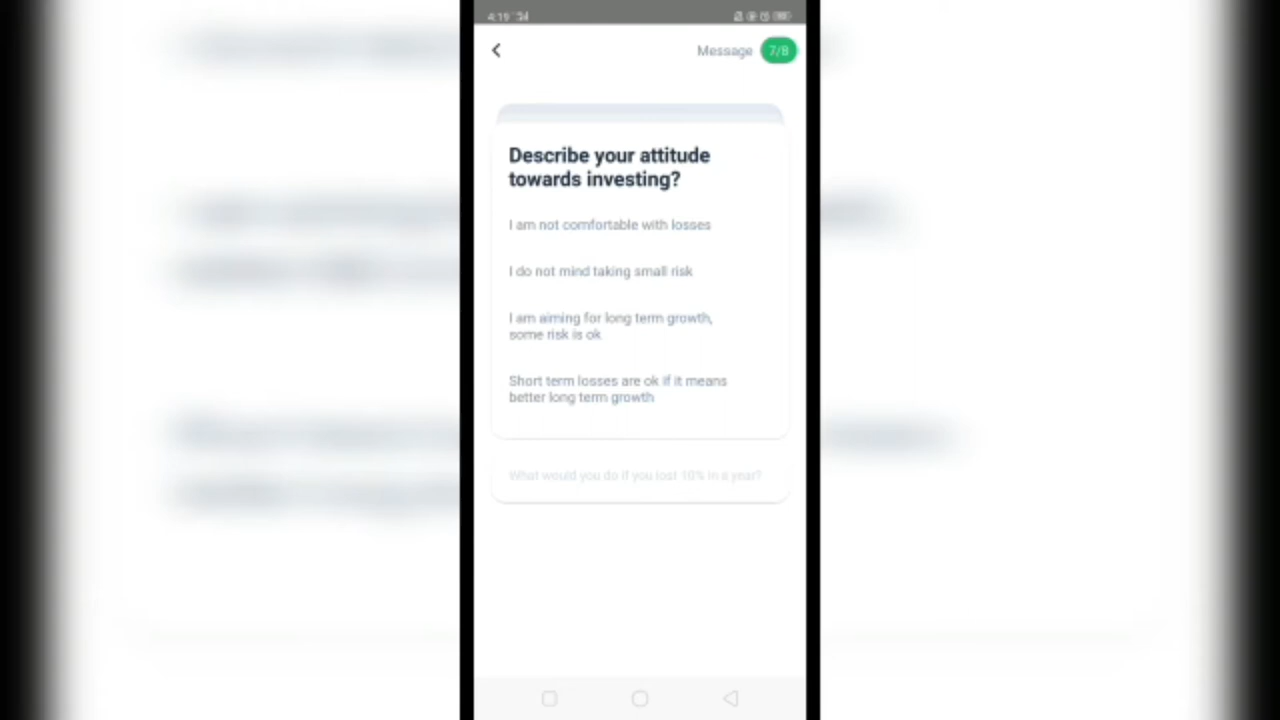 4:19
Message 7/8
Describe your attitude
towards investing?
I am not comfortable with losses
I do not mind taking small risk
I am aiming for long term growth,
some risk is ok
Short term losses are ok if it means
better long term growth
What would you do if you lost 10% in a year?